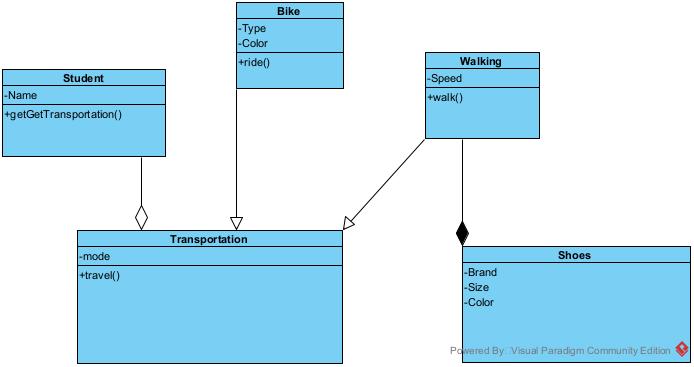 Bike
-Type
-Color
+ride()
Student
-Name
+getGetTransportation()
Walking
-Speed
+walk()
Transportation
-mode
+travel()
Shoes
-Brand
-Size
-Color
Powered By: Visual Paradigm Community Edition